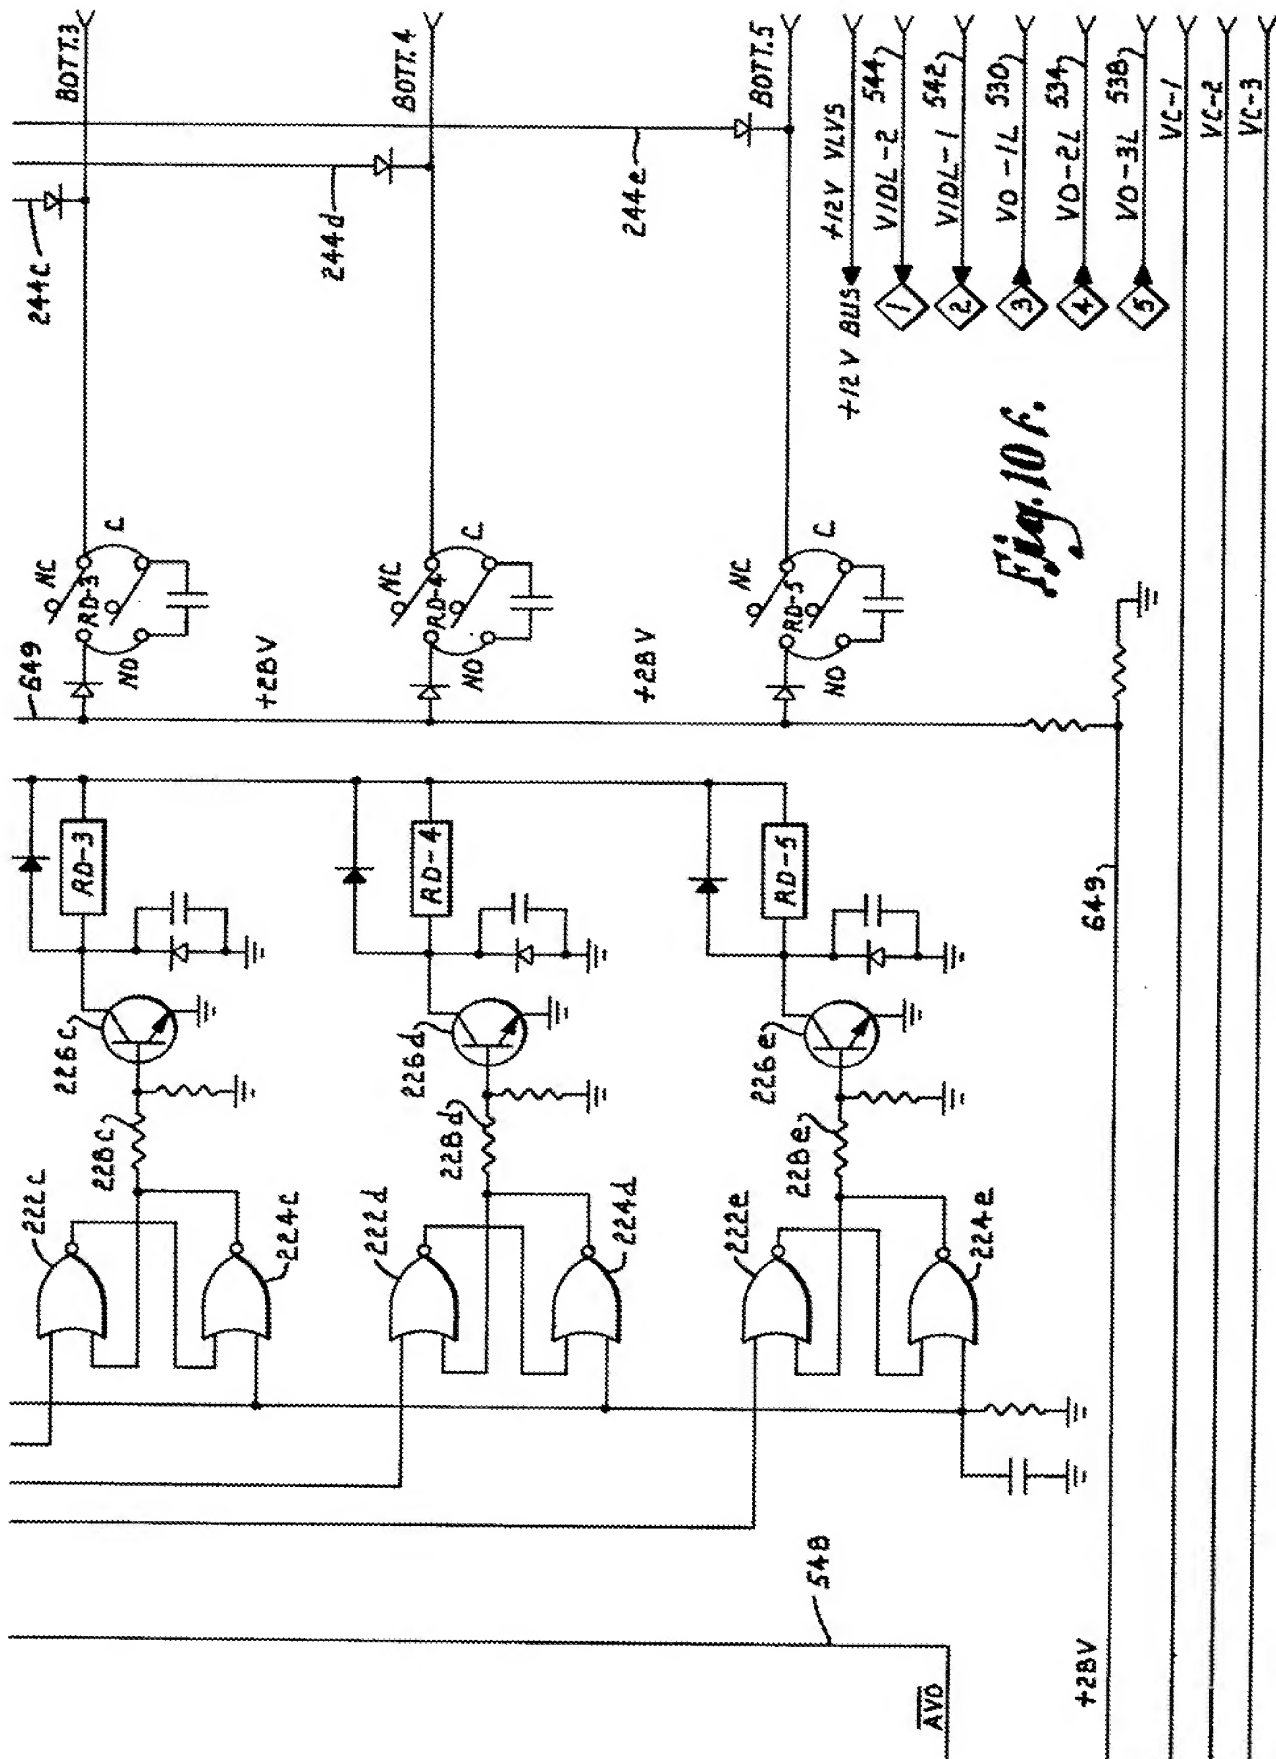 BOTT.3
BOTT.4
BOTT.5
+12V VLVS
VIDL-2 544
VIDL-1 542
VO-1L 530
VO-2L 534
VO-3L 538
VC-1
VC-2
VC-3
244c
244d
244e
+12V BUS
1
2
3
4
5
NC
RD-3
C
NO
NC
RD-4
C
NO
NC
RD-5
C
NO
649
+28V
+28V
Fig. 10f.
RD-3
RD-4
RD-5
649
226c
226d
226e
228c
228d
228e
222c
224c
222d
224d
222e
224e
548
AVO
+28V